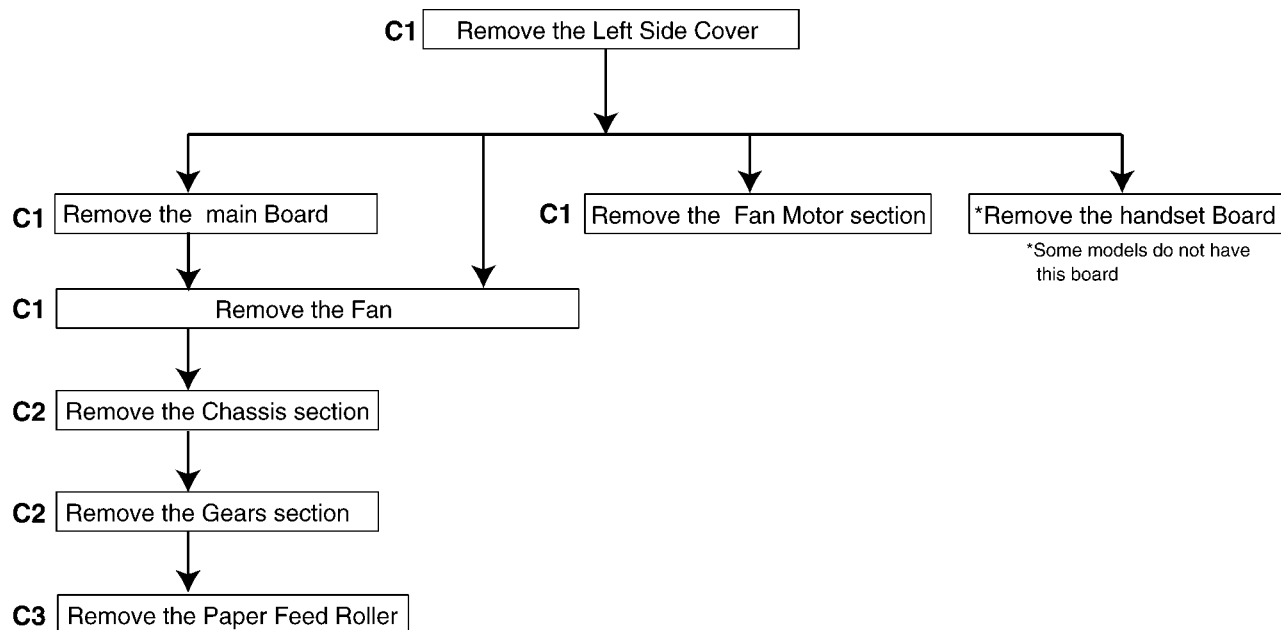 C1 Remove the Left Side Cover
C1 Remove the main Board
C1 Remove the Fan Motor section
*Remove the handset Board
*Some models do not have
this board
C1 Remove the Fan
C2 Remove the Chassis section
C2 Remove the Gears section
C3 Remove the Paper Feed Roller